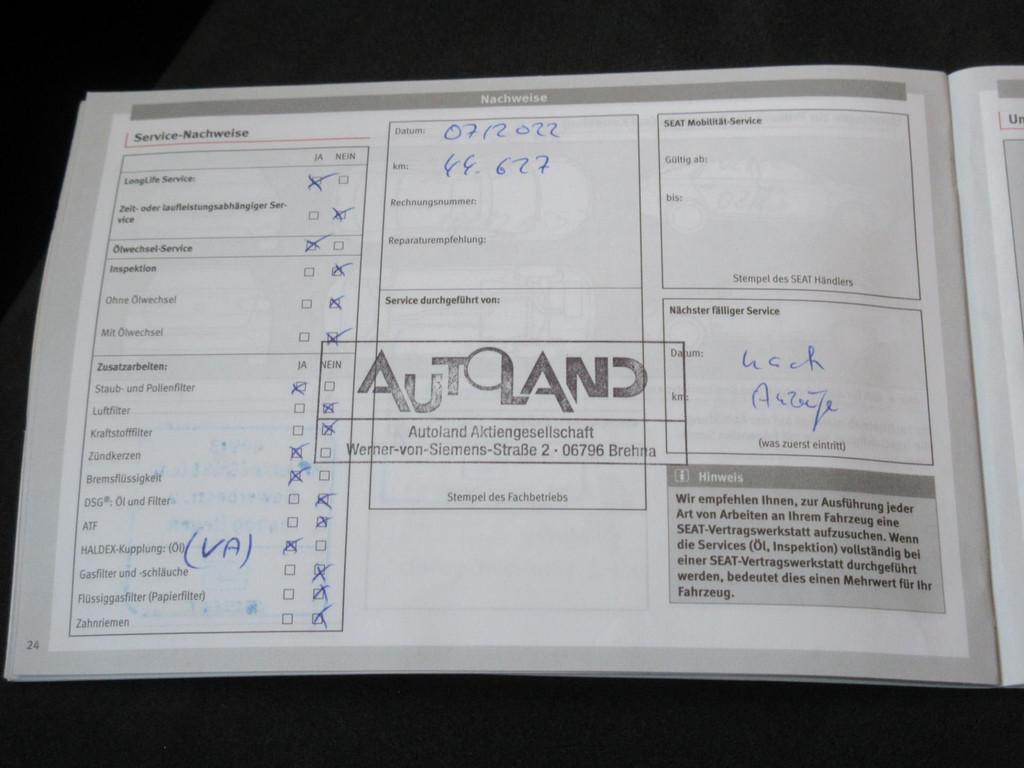 Nachweise
Service-Nachweise
JA NEIN
LongLife Service:
Zeit- oder laufleistungsabhängiger Ser-
vice
Ölwechsel-Service
Inspektion
Ohne Ölwechsel
Mit Ölwechsel
Zusatzarbeiten: JA NEIN
Staub- und Pollenfilter
Luftfilter
Kraftstofffilter
Zündkerzen
Bremsflüssigkeit
DSG®: Öl und Filter
ATF
HALDEX-Kupplung: (Öl) (VA)
Gasfilter und -schläuche
Flüssiggasfilter (Papierfilter)
Zahnriemen
24
Datum: 07/2022
km: 44.627
Rechnungsnummer:
Reparaturempfehlung:
Service durchgeführt von:
AUTOLAND
Autoland Aktiengesellschaft
Werner-von-Siemens-Straße 2 · 06796 Brehna
Stempel des Fachbetriebs
SEAT Mobilität-Service
Gültig ab:
bis:
Stempel des SEAT Händlers
Nächster fälliger Service
Datum: nach
km: Anzeige
(was zuerst eintritt)
Hinweis
Wir empfehlen Ihnen, zur Ausführung jeder
Art von Arbeiten an Ihrem Fahrzeug eine
SEAT-Vertragswerkstatt aufzusuchen. Wenn
die Services (Öl, Inspektion) vollständig bei
einer SEAT-Vertragswerkstatt durchgeführt
werden, bedeutet dies einen Mehrwert für Ihr
Fahrzeug.
Un